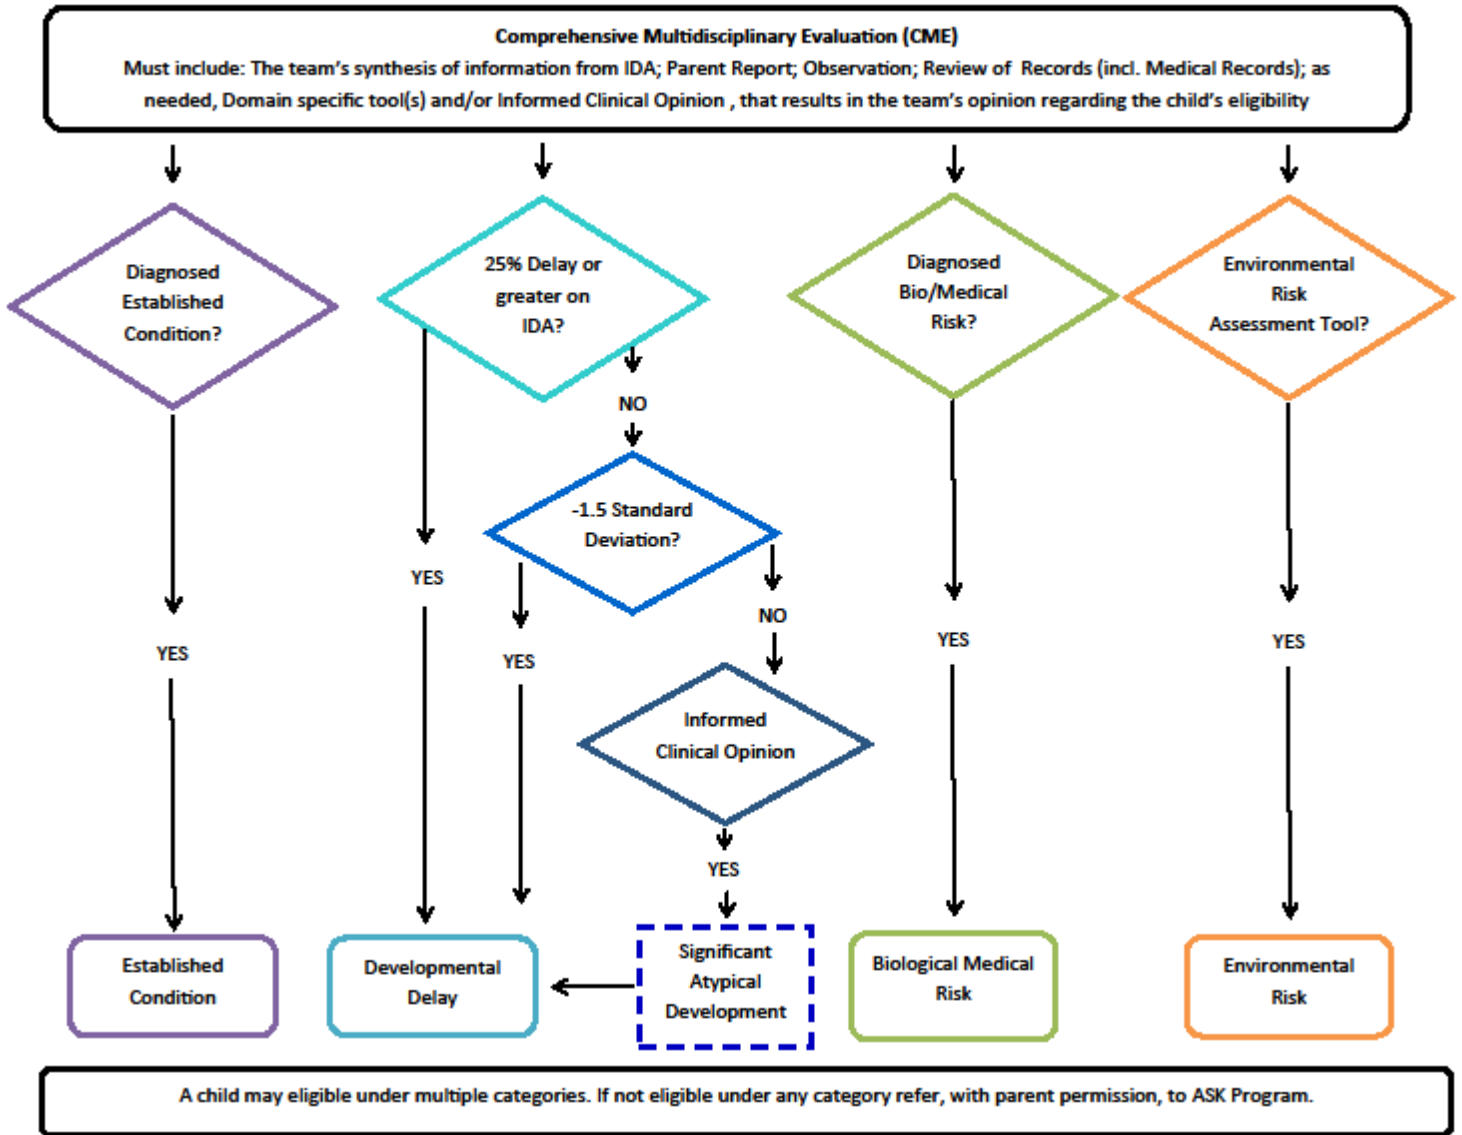 Comprehensive Multidisciplinary Evaluation (CME)
Must include: The team's synthesis of information from IDA; Parent Report; Observation; Review of Records (incl. Medical Records); as
needed, Domain specific tool(s) and/or Informed Clinical Opinion , that results in the team's opinion regarding the child's eligibility
Diagnosed
Established
Condition?
25% Delay or
greater on
IDA?
Diagnosed
Bio/Medical
Risk?
Environmental
Risk
Assessment Tool?
NO
-1.5 Standard
Deviation?
YES
NO
YES
YES
YES
YES
Informed
Clinical Opinion
YES
Established
Condition
Developmental
Delay
Significant
Atypical
Development
Biological Medical
Risk
Environmental
Risk
A child may eligible under multiple categories. If not eligible under any category refer, with parent permission, to ASK Program.